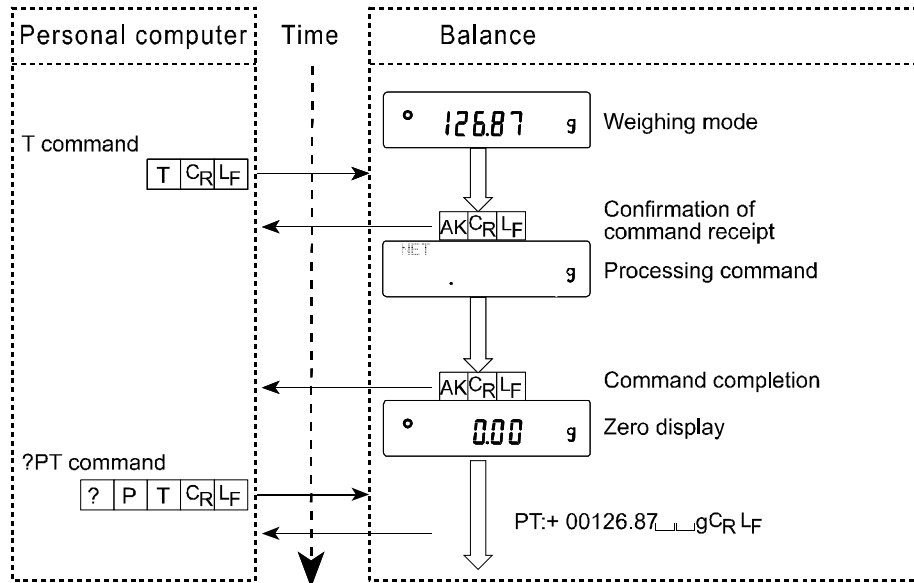 Personal computer Time Balance
126.87 g Weighing mode
T command
T CR LF
AK CR LF Confirmation of
command receipt
NET
. g Processing command
AK CR LF Command completion
0.00 g Zero display
?PT command
? P T CR LF
PT:+ 00126.87␣␣gCR LF